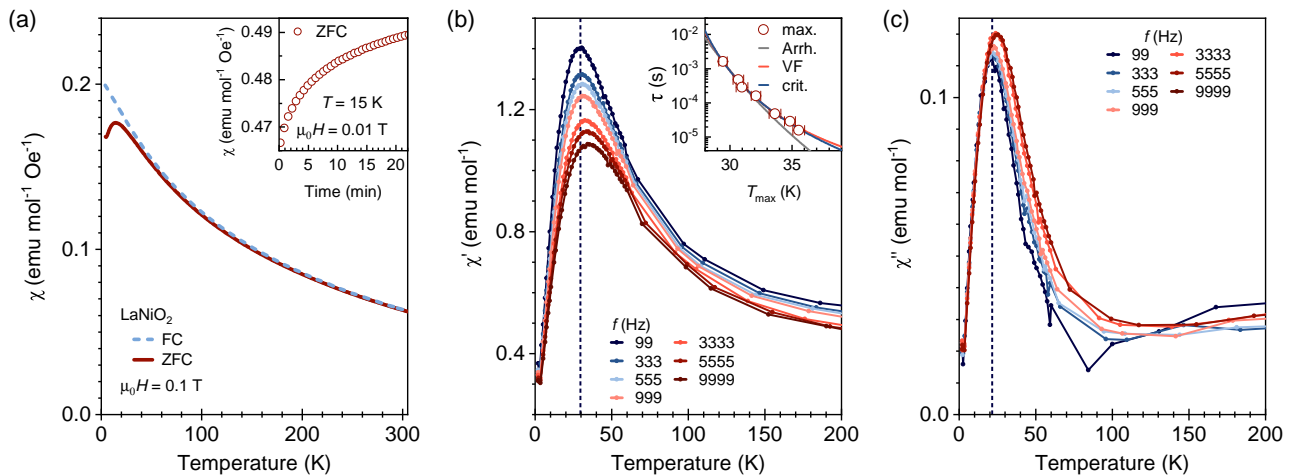 (a)
χ (emu mol⁻¹ Oe⁻¹)
0.2
0.1
0.0
0
100
200
300
Temperature (K)
LaNiO₂
FC
ZFC
μ₀H = 0.1 T
χ (emu mol⁻¹ Oe⁻¹)
0.49
0.48
0.47
ZFC
T = 15 K
μ₀H = 0.01 T
0
5
10
15
20
Time (min)
(b)
χ' (emu mol⁻¹)
1.2
0.8
0.4
0
50
100
150
200
Temperature (K)
f (Hz)
99
333
555
999
3333
5555
9999
τ (s)
10⁻²
10⁻³
10⁻⁴
10⁻⁵
max.
Arrh.
VF
crit.
30
35
Tmax (K)
(c)
χ'' (emu mol⁻¹)
0.1
0.0
0
50
100
150
200
Temperature (K)
f (Hz)
99
333
555
999
3333
5555
9999